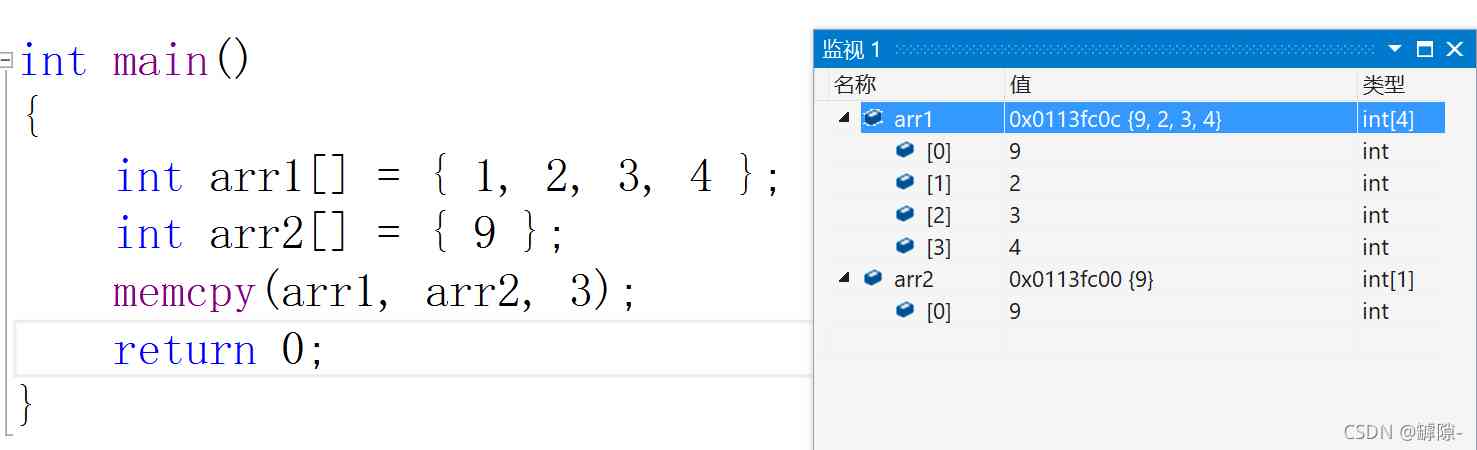 int main()
{
int arr1[] = { 1, 2, 3, 4 };
int arr2[] = { 9 };
memcpy(arr1, arr2, 3);
return 0;
}
监视 1
名称 值 类型
arr1 0x0113fc0c {9, 2, 3, 4} int[4]
[0] 9 int
[1] 2 int
[2] 3 int
[3] 4 int
arr2 0x0113fc00 {9} int[1]
[0] 9 int
CSDN @罅隙-